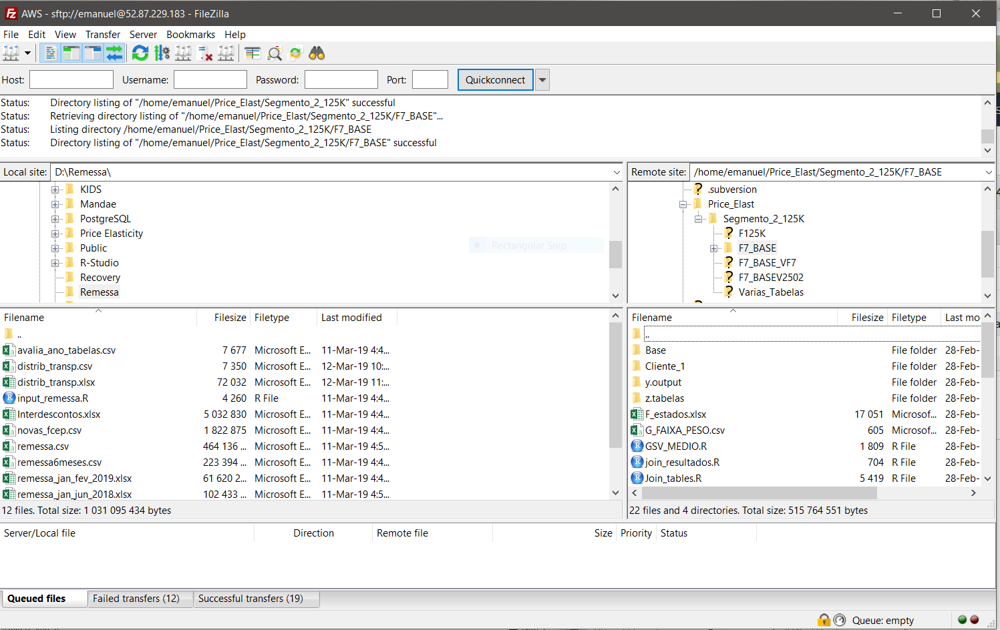 AWS - sftp://emanuel@52.87.229.183 - FileZilla
File Edit View Transfer Server Bookmarks Help
Host: Username: Password: Port: Quickconnect
Status: Directory listing of "/home/emanuel/Price_Elast/Segmento_2_125K" successful
Status: Retrieving directory listing of "/home/emanuel/Price_Elast/Segmento_2_125K/F7_BASE"...
Status: Listing directory /home/emanuel/Price_Elast/Segmento_2_125K/F7_BASE
Status: Directory listing of "/home/emanuel/Price_Elast/Segmento_2_125K/F7_BASE" successful
Local site: D:\Remessa\
KIDS
Mandae
PostgreSQL
Price Elasticity
Public
R-Studio
Recovery
Remessa
Rectangular Snip
Filename Filesize Filetype Last modified
..
avalia_ano_tabelas.csv 7 677 Microsoft E... 11-Mar-19 4:4...
distrib_transp.csv 7 350 Microsoft E... 12-Mar-19 10:...
distrib_transp.xlsx 72 032 Microsoft E... 12-Mar-19 11:...
input_remessa.R 4 260 R File 11-Mar-19 4:4...
Interdescontos.xlsx 5 032 830 Microsoft E... 11-Mar-19 4:4...
novas_fcep.csv 1 822 875 Microsoft E... 11-Mar-19 4:4...
remessa.csv 464 136 ... Microsoft E... 11-Mar-19 4:5...
remessa6meses.csv 223 394 ... Microsoft E... 11-Mar-19 4:4...
remessa_jan_fev_2019.xlsx 61 620 2... Microsoft E... 11-Mar-19 4:4...
remessa_jan_jun_2018.xlsx 102 433 ... Microsoft E... 11-Mar-19 4:5...
12 files. Total size: 1 031 095 434 bytes
Remote site: /home/emanuel/Price_Elast/Segmento_2_125K/F7_BASE
.subversion
Price_Elast
Segmento_2_125K
F125K
F7_BASE
F7_BASE_VF7
F7_BASEV2502
Varias_Tabelas
Filename Filesize Filetype Last mo
..
Base File folder 28-Feb-
Cliente_1 File folder 28-Feb-
y.output File folder 28-Feb-
z.tabelas File folder 28-Feb-
F_estados.xlsx 17 051 Microsof... 28-Feb-
G_FAIXA_PESO.csv 605 Microsof... 28-Feb-
GSV_MEDIO.R 1 809 R File 28-Feb-
join_resultados.R 704 R File 28-Feb-
Join_tables.R 5 419 R File 28-Feb-
22 files and 4 directories. Total size: 515 764 551 bytes
Server/Local file Direction Remote file Size Priority Status
Queued files Failed transfers (12) Successful transfers (19)
Queue: empty